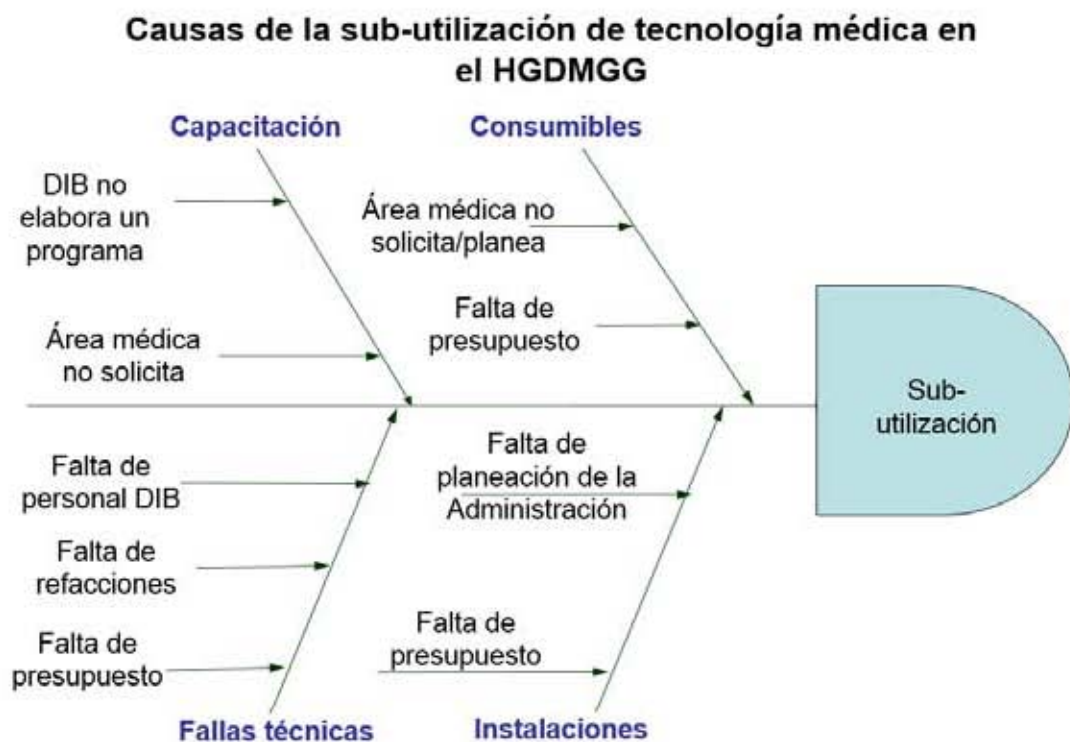 Causas de la sub-utilización de tecnología médica en
el HGDMGG
Capacitación
Consumibles
DIB no
elabora un
programa
Área médica no
solicita/planea
Falta de
presupuesto
Área médica
no solicita
Sub-
utilización
Falta de
personal DIB
Falta de
planeación de la
Administración
Falta de
refacciones
Falta de
presupuesto
Falta de
presupuesto
Fallas técnicas
Instalaciones